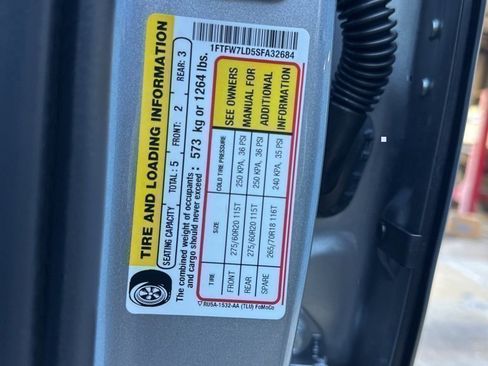 1FTFW7LD5SFA32684
TIRE AND LOADING INFORMATION
SEATING CAPACITY TOTAL: 5 FRONT: 2 REAR: 3
The combined weight of occupants
and cargo should never exceed: 573 kg or 1264 lbs.
TIRE SIZE COLD TIRE PRESSURE
FRONT 275/60R20 115T 250 KPA, 36 PSI
REAR 275/60R20 115T 250 KPA, 36 PSI
SPARE 265/70R18 116T 240 KPA, 35 PSI
SEE OWNERS
MANUAL FOR
ADDITIONAL
INFORMATION
RU5A-1532-AA (TLU) FoMoCo